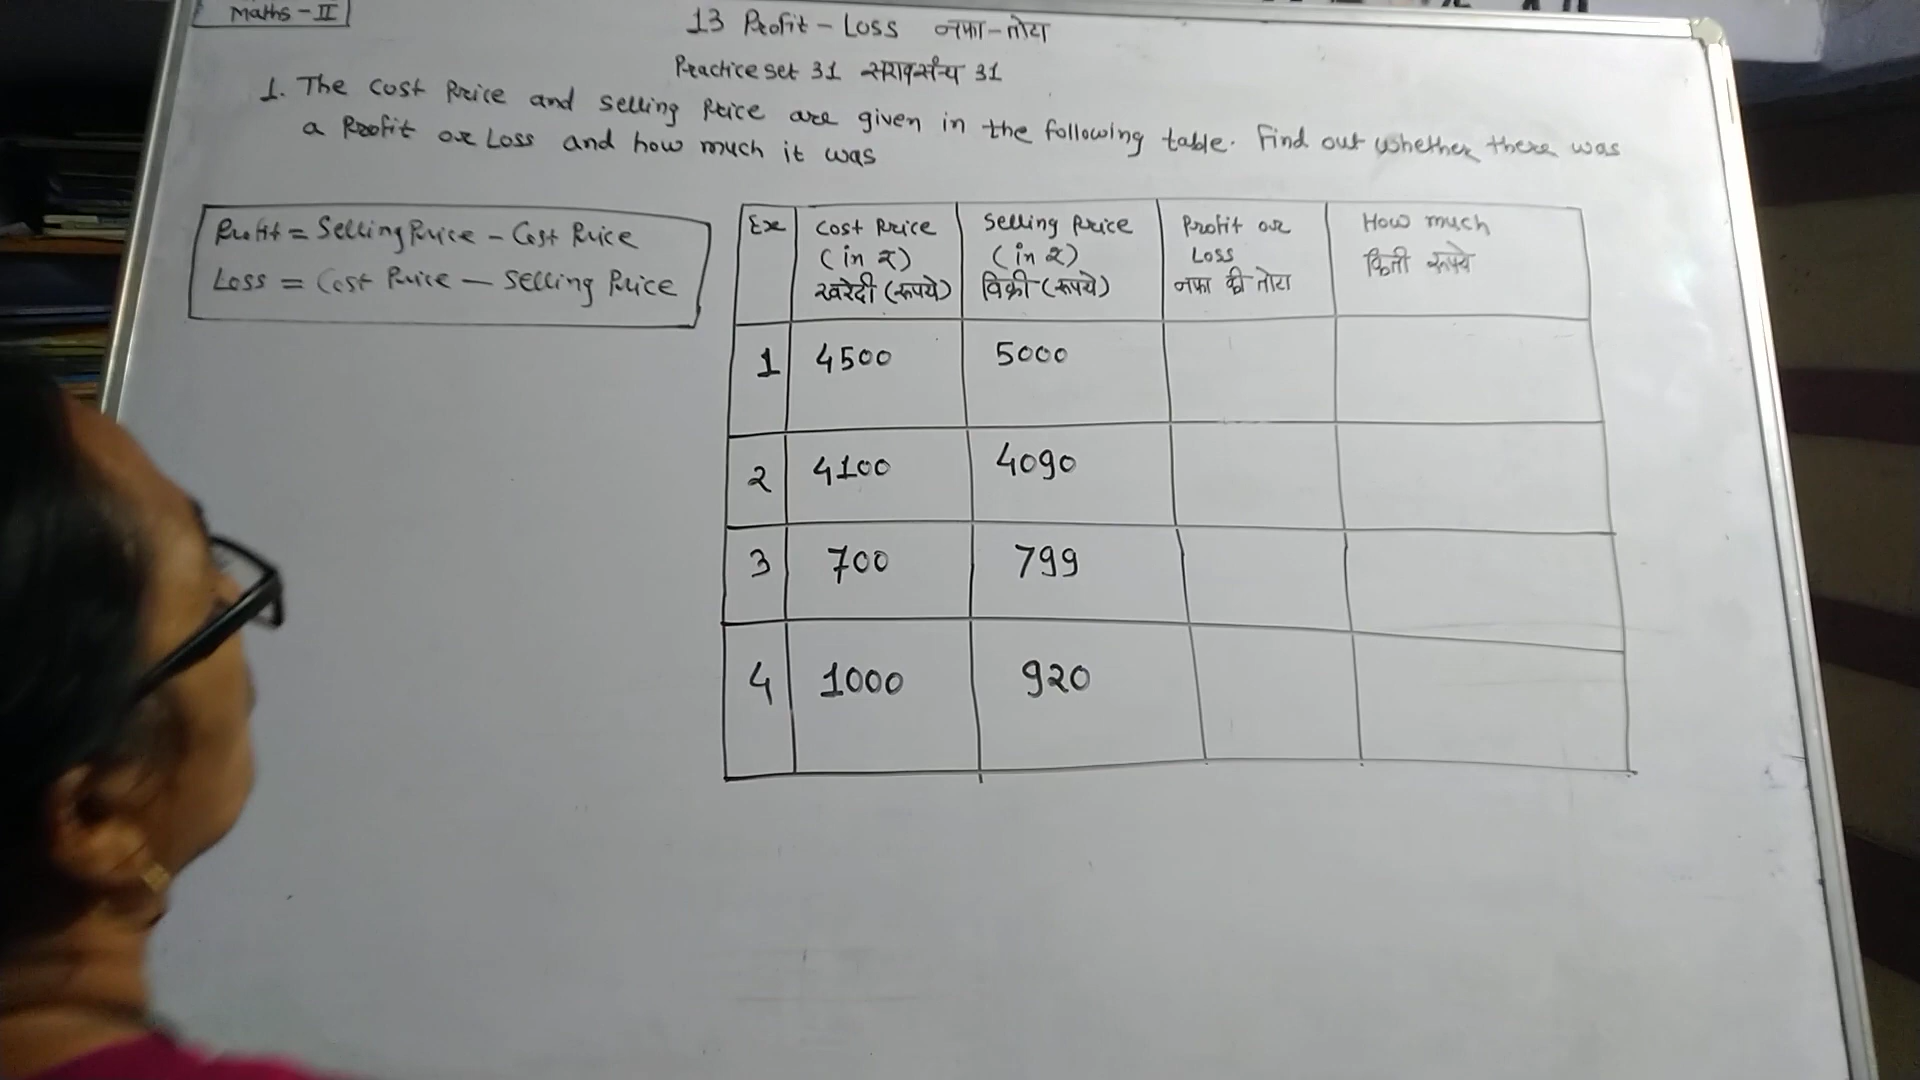 Maths - II
13 Profit - Loss नफा-तोटा
Practice set 31 सरावसंच 31
1. The cost Price and selling Price are given in the following table. Find out whether there was
a Profit or Loss and how much it was
Profit = Selling Price - Cost Price
Loss = Cost Price - Selling Price
Ex Cost Price Selling Price Profit or How much
(in ₹) (in ₹) Loss किती रूपये
खरेदी (रूपये) विक्री (रूपये) नफा की तोटा
1 4500 5000
2 4100 4090
3 700 799
4 1000 920